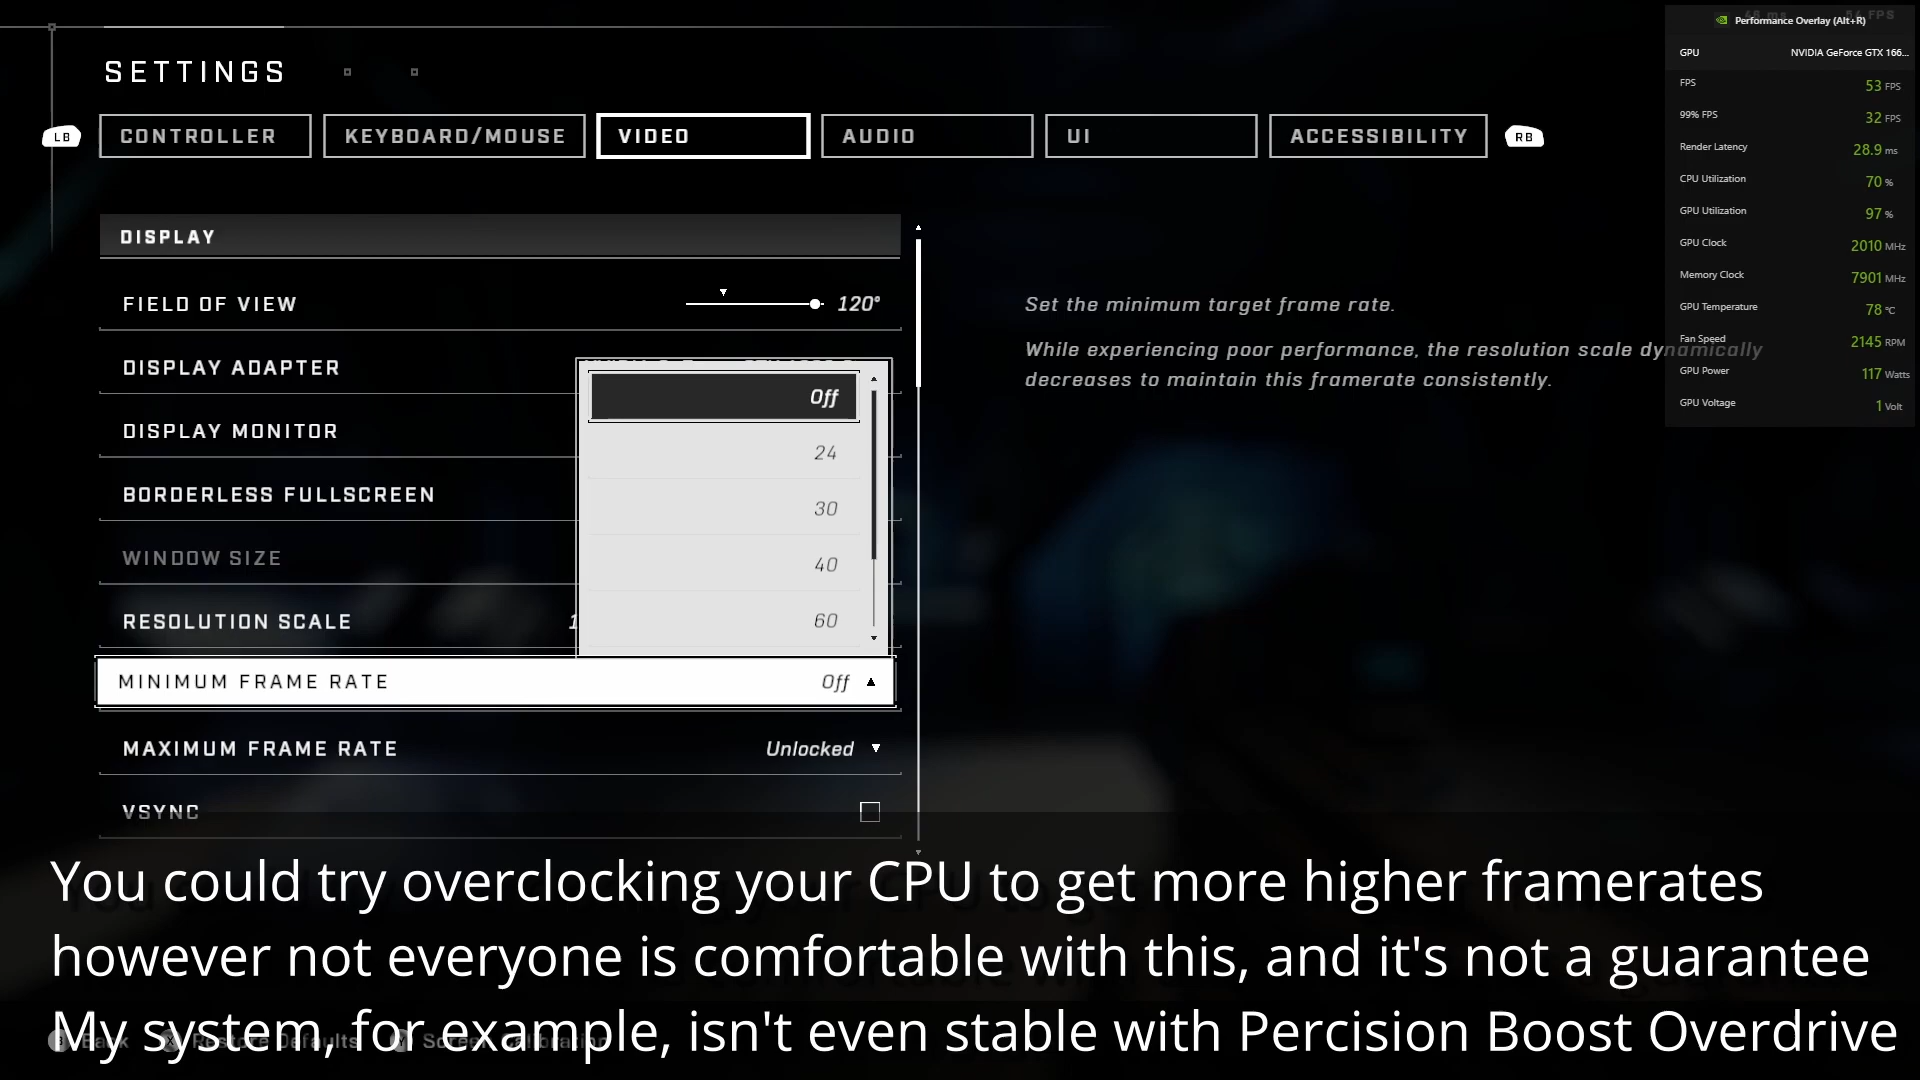 SETTINGS
LB
CONTROLLER
KEYBOARD/MOUSE
VIDEO
AUDIO
UI
ACCESSIBILITY
RB
DISPLAY
FIELD OF VIEW
120°
DISPLAY ADAPTER
DISPLAY MONITOR
BORDERLESS FULLSCREEN
WINDOW SIZE
RESOLUTION SCALE
Off
24
30
40
60
MINIMUM FRAME RATE Off
MAXIMUM FRAME RATE Unlocked
VSYNC
Set the minimum target frame rate.
While experiencing poor performance, the resolution scale dynamically
decreases to maintain this framerate consistently.
Performance Overlay (Alt+R)
GPU NVIDIA GeForce GTX 166...
FPS 53 FPS
99% FPS 32 FPS
Render Latency 28.9 ms
CPU Utilization 70 %
GPU Utilization 97 %
GPU Clock 2010 MHz
Memory Clock 7901 MHz
GPU Temperature 78 °C
Fan Speed 2145 RPM
GPU Power 117 Watts
GPU Voltage 1 Volt
You could try overclocking your CPU to get more higher framerates
however not everyone is comfortable with this, and it's not a guarantee
My system, for example, isn't even stable with Percision Boost Overdrive
Back
Restore Defaults